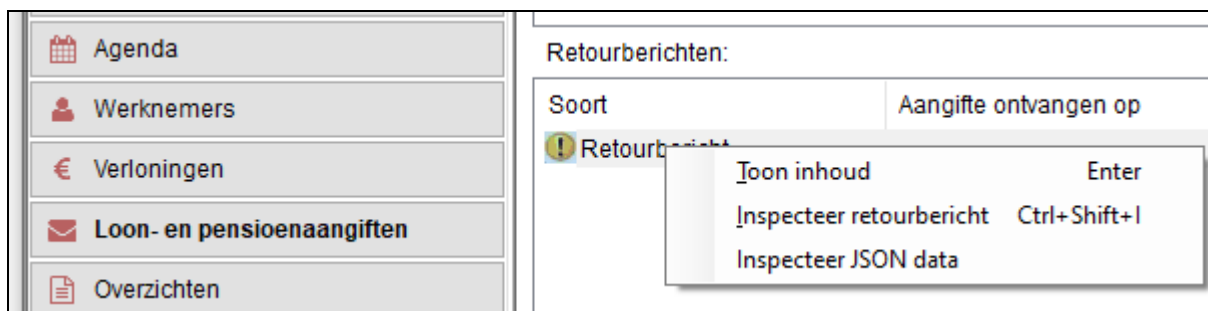 Agenda
Werknemers
€ Verloningen
Loon- en pensioenaangiften
Overzichten
Retourberichten:
Soort Aangifte ontvangen op
Retourbericht
Toon inhoud Enter
Inspecteer retourbericht Ctrl+Shift+I
Inspecteer JSON data